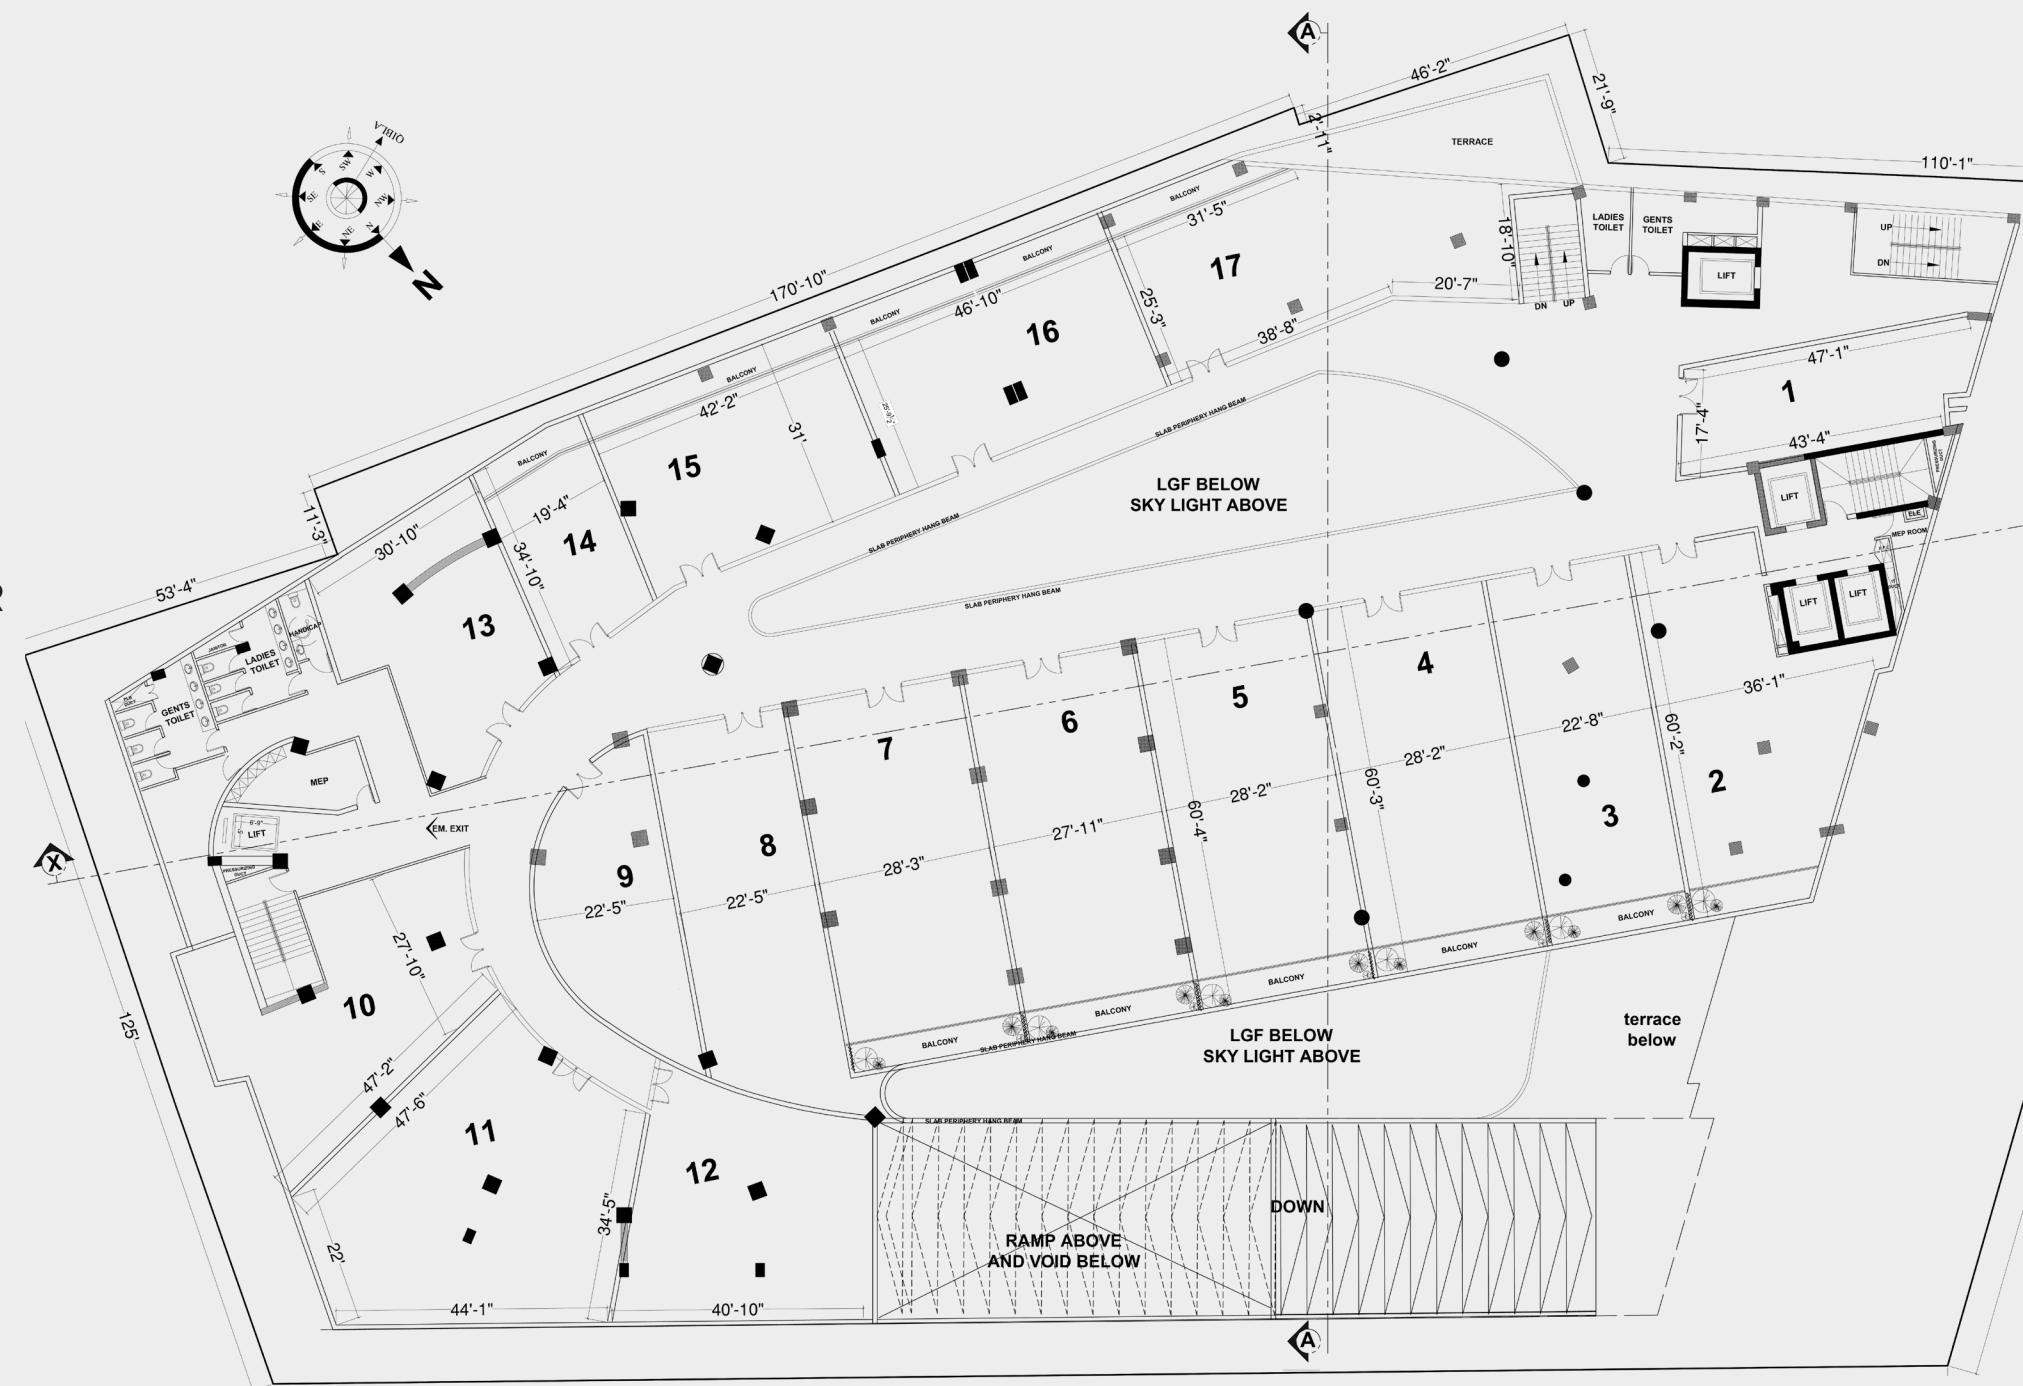 A
46'-2"
21'-9"
2'-11"
TERRACE
110'-1"
QIBLA
S
SW
W
SE
NW
E
NE
N
N
170'-10"
BALCONY
31'-5"
18'-10"
LADIES
TOILET
GENTS
TOILET
UP
DN
LIFT
17
BALCONY
25'-3"
20'-7"
DN
UP
46'-10"
BALCONY
16
38'-8"
47'-1"
1
BALCONY
42'-2"
31'
17'-4"
43'-4"
SLAB PERIPHERY HANG BEAM
BALCONY
15
LGF BELOW
SKY LIGHT ABOVE
LIFT
ELE
MEP ROOM
11'-3"
30'-10"
19'-4"
14
34'-10"
SLAB PERIPHERY HANG BEAM
53'-4"
SLAB PERIPHERY HANG BEAM
LIFT
LIFT
HANDICAP
13
JANITOR
LADIES
TOILET
GENTS
TOILET
4
36'-1"
5
22'-8"
60'-2"
6
7
28'-2"
2
MEP
60'-3"
28'-2"
3
6'-9"
LIFT
EM. EXIT
60'-4"
27'-11"
8
28'-3"
X
9
22'-5"
22'-5"
27'-10"
10
BALCONY
BALCONY
BALCONY
BALCONY
BALCONY
SLAB PERIPHERY HANG BEAM
125'
LGF BELOW
SKY LIGHT ABOVE
terrace
below
47'-2"
47'-6"
SLAB PERIPHERY HANG BEAM
11
12
34'-5"
DOWN
RAMP ABOVE
AND VOID BELOW
22'
44'-1"
40'-10"
A